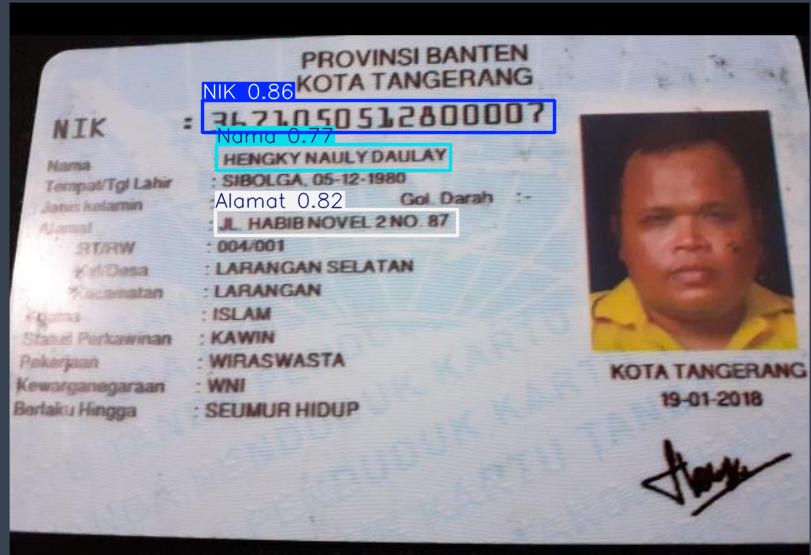 PROVINSI BANTEN
KOTA TANGERANG
NIK 0.86
NIK : 3671050512800007
Nama 0.77
Nama HENGKY NAULY DAULAY
Tempat/Tgl Lahir : SIBOLGA, 05-12-1980
Alamat 0.82
Jenis kelamin Gol. Darah :-
Alamat : JL. HABIB NOVEL 2 NO. 87
RT/RW : 004/001
Kel/Desa : LARANGAN SELATAN
Kecamatan : LARANGAN
Agama : ISLAM
Status Perkawinan : KAWIN
Pekerjaan : WIRASWASTA
Kewarganegaraan : WNI
Berlaku Hingga : SEUMUR HIDUP
KOTA TANGERANG
19-01-2018